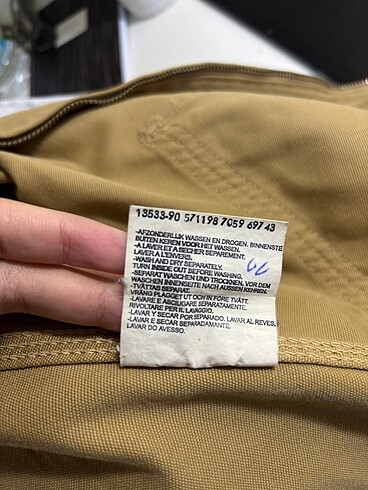 13533-90 571198 7059 697 43
-AFZONDERLIJK WASSEN EN DROGEN. BINNENSTE
BUITEN KEREN VOOR HET WASSEN.
-A LAVER ET A SECHER SEPAREMENT.
LAVER A L'ENVERS.
-WASH AND DRY SEPARATELY.
TURN INSIDE OUT BEFORE WASHING.
-SEPARAT WASCHEN UND TROCKNEN, VOR DEM
WASCHEN INNENSEITE NACH AUSSEN KEHREN.
-TVÄTTAS SEPARAT.
VRÄNG PLAGGET UT OCH IN FÖRE TVÄTT.
-LAVARE E ASCIUGARE SEPARATAMENTE.
RIVOLTARE PER IL LAVAGGIO.
-LAVAR Y SECAR POR SEPARADO. LAVAR AL REVES.
-LAVAR E SECAR SEPARADAMENTE.
LAVAR DO AVESSO.